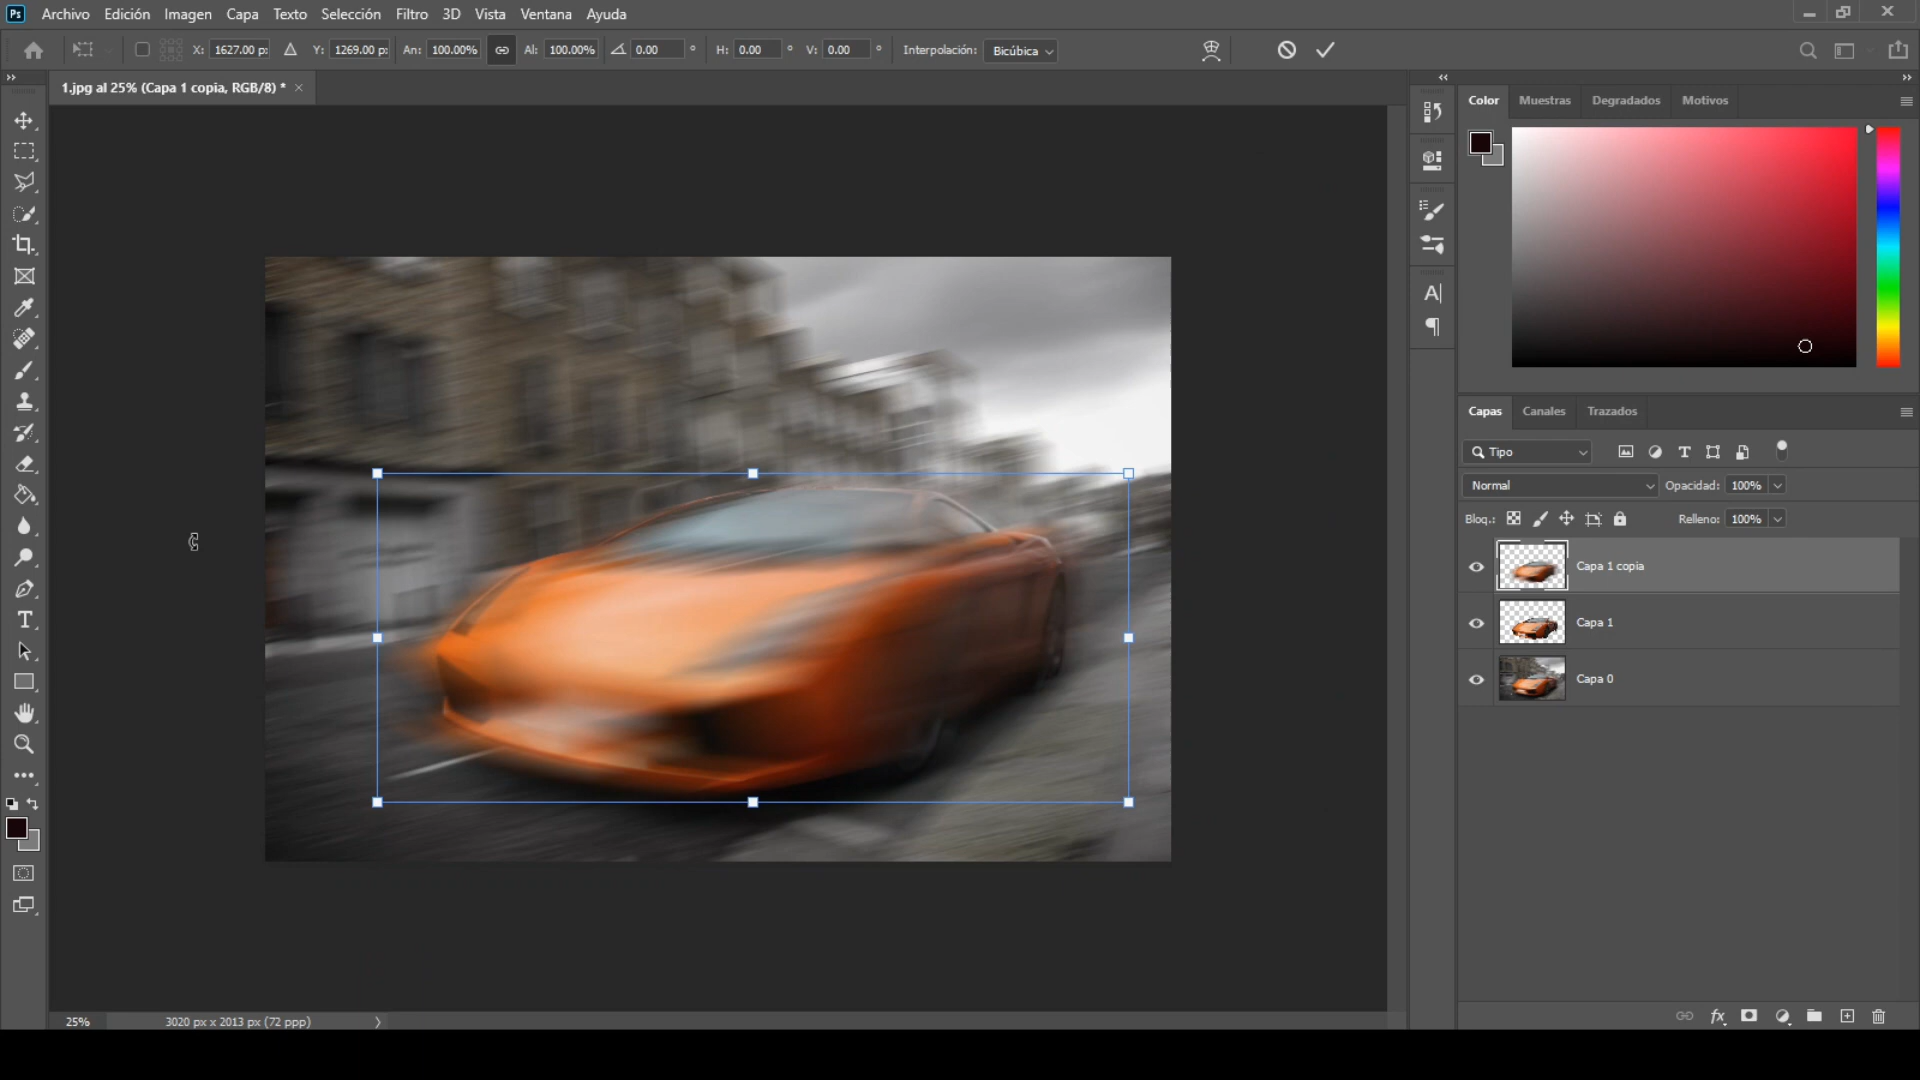 Ps Archivo Edición Imagen Capa Texto Selección Filtro 3D Vista Ventana Ayuda
X: 1627.00 p: Y: 1269.00 p: An: 100.00% Al: 100.00% 0.00 ° H: 0.00 ° V: 0.00 ° Interpolación: Bicúbica
1.jpg al 25% (Capa 1 copia, RGB/8) * ×
Color Muestras Degradados Motivos
Capas Canales Trazados
Tipo
Normal Opacidad: 100%
Bloq.: Relleno: 100%
Capa 1 copia
Capa 1
Capa 0
25% 3020 px x 2013 px (72 ppp)